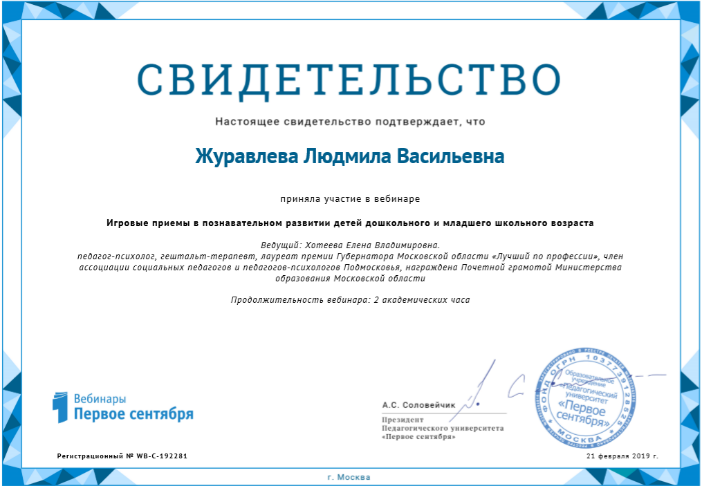 СВИДЕТЕЛЬСТВО
Настоящее свидетельство подтверждает, что
Журавлева Людмила Васильевна
приняла участие в вебинаре
Игровые приемы в познавательном развитии детей дошкольного и младшего школьного возраста
Ведущий: Хотеева Елена Владимировна.
педагог-психолог, гештальт-терапевт, лауреат премии Губернатора Московской области «Лучший по профессии», член
ассоциации социальных педагогов и педагогов-психологов Подмосковья, награждена Почетной грамотой Министерства
образования Московской области
Продолжительность вебинара: 2 академических часа
Вебинары
Первое сентября
А.С. Соловейчик
Президент
Педагогического университета
«Первое сентября»
ФОНД ОГРН
МОСКВА
Образовательное
учреждение
«Педагогический
университет
«Первое
сентября»
Регистрационный № WB-C-192281
21 февраля 2019 г.
г. Москва